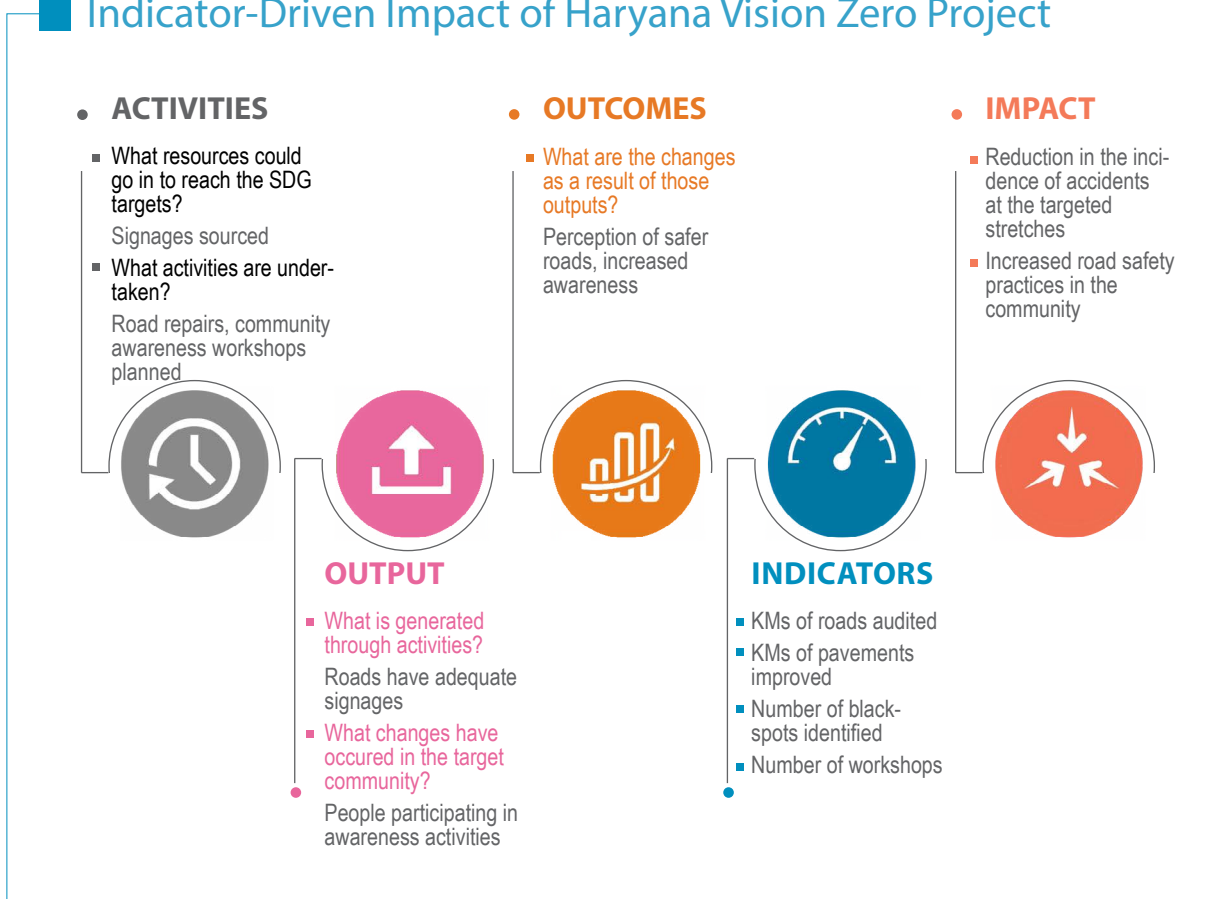 Indicator-Driven Impact of Haryana Vision Zero Project
ACTIVITIES
What resources could
go in to reach the SDG
targets?
Signages sourced
What activities are under-
taken?
Road repairs, community
awareness workshops
planned
OUTPUT
What is generated
through activities?
Roads have adequate
signages
What changes have
occured in the target
community?
People participating in
awareness activities
OUTCOMES
What are the changes
as a result of those
outputs?
Perception of safer
roads, increased
awareness
INDICATORS
KMs of roads audited
KMs of pavements
improved
Number of black-
spots identified
Number of workshops
IMPACT
Reduction in the inci-
dence of accidents
at the targeted
stretches
Increased road safety
practices in the
community